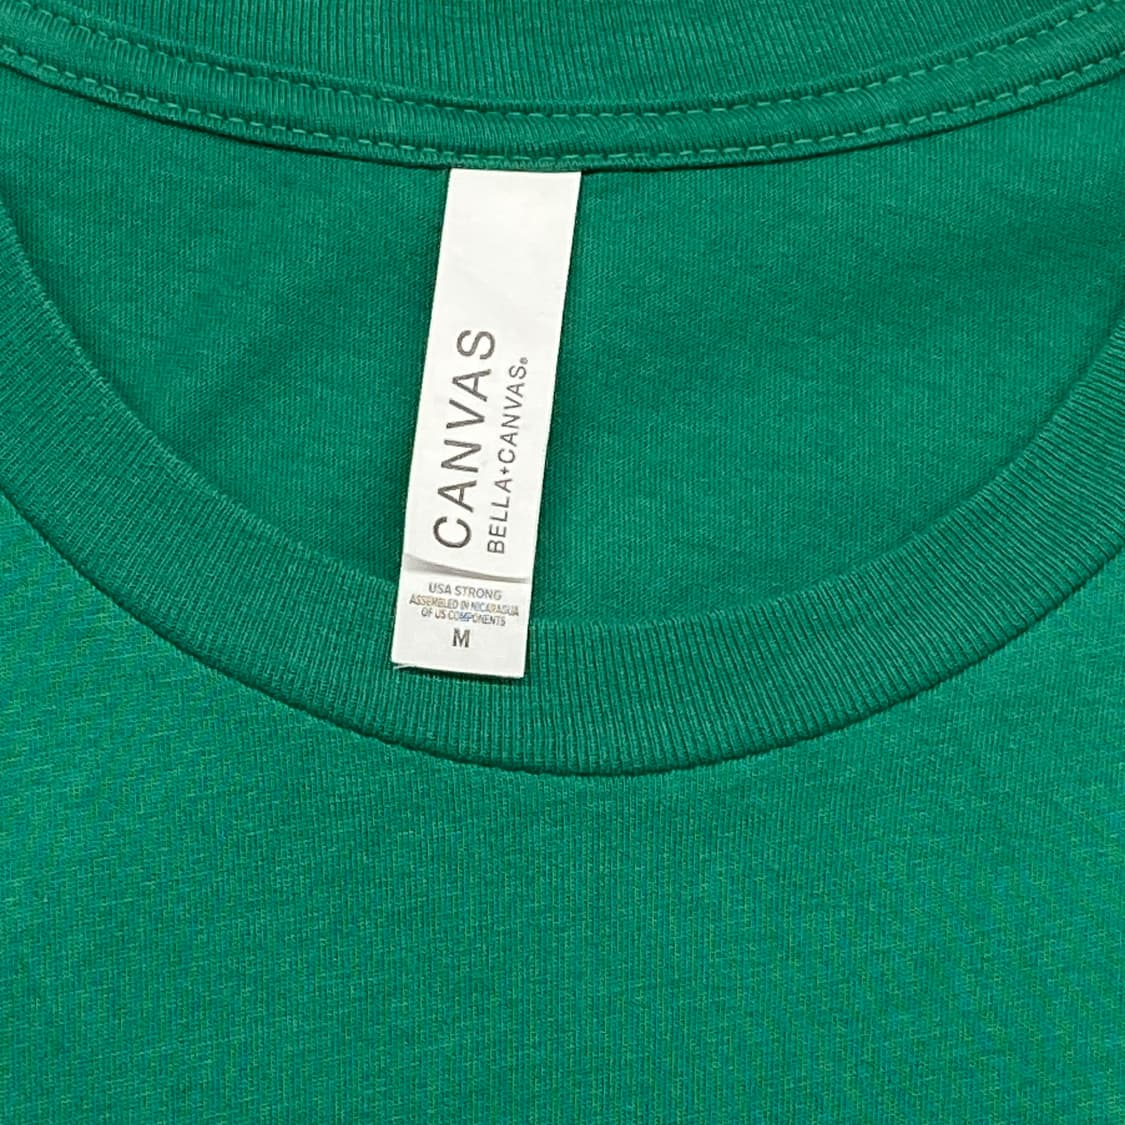 CANVAS
BELLA+CANVAS®
USA STRONG
ASSEMBLED IN NICARAGUA
OF US COMPONENTS
M